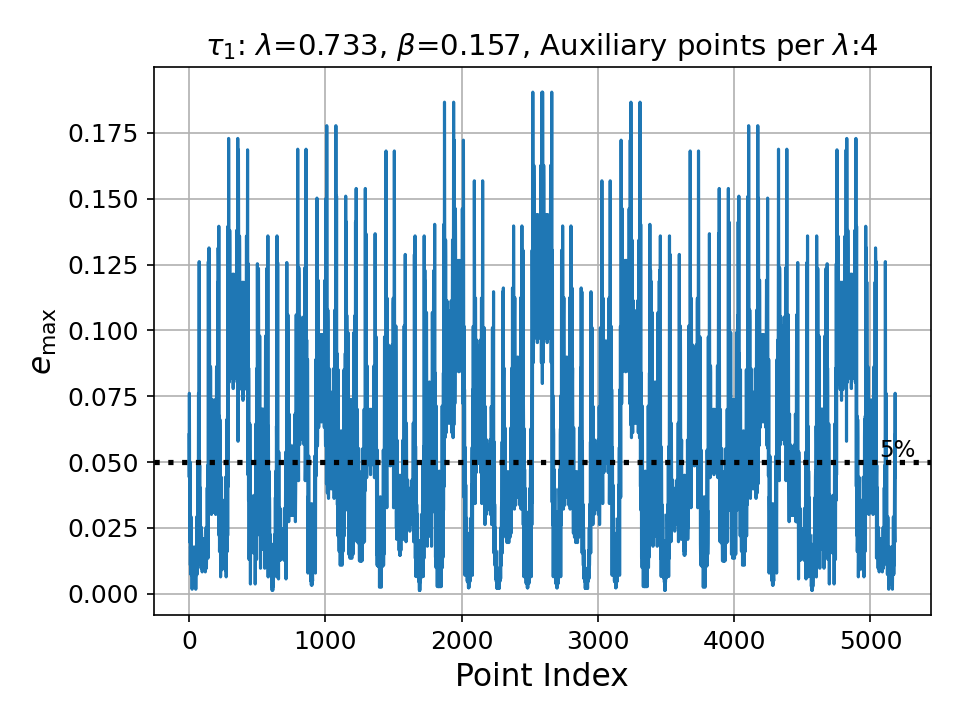 τ₁: λ=0.733, β=0.157, Auxiliary points per λ:4
0.175
0.150
0.125
0.100
0.075
0.050
0.025
0.000
e_max
5%
0 1000 2000 3000 4000 5000
Point Index